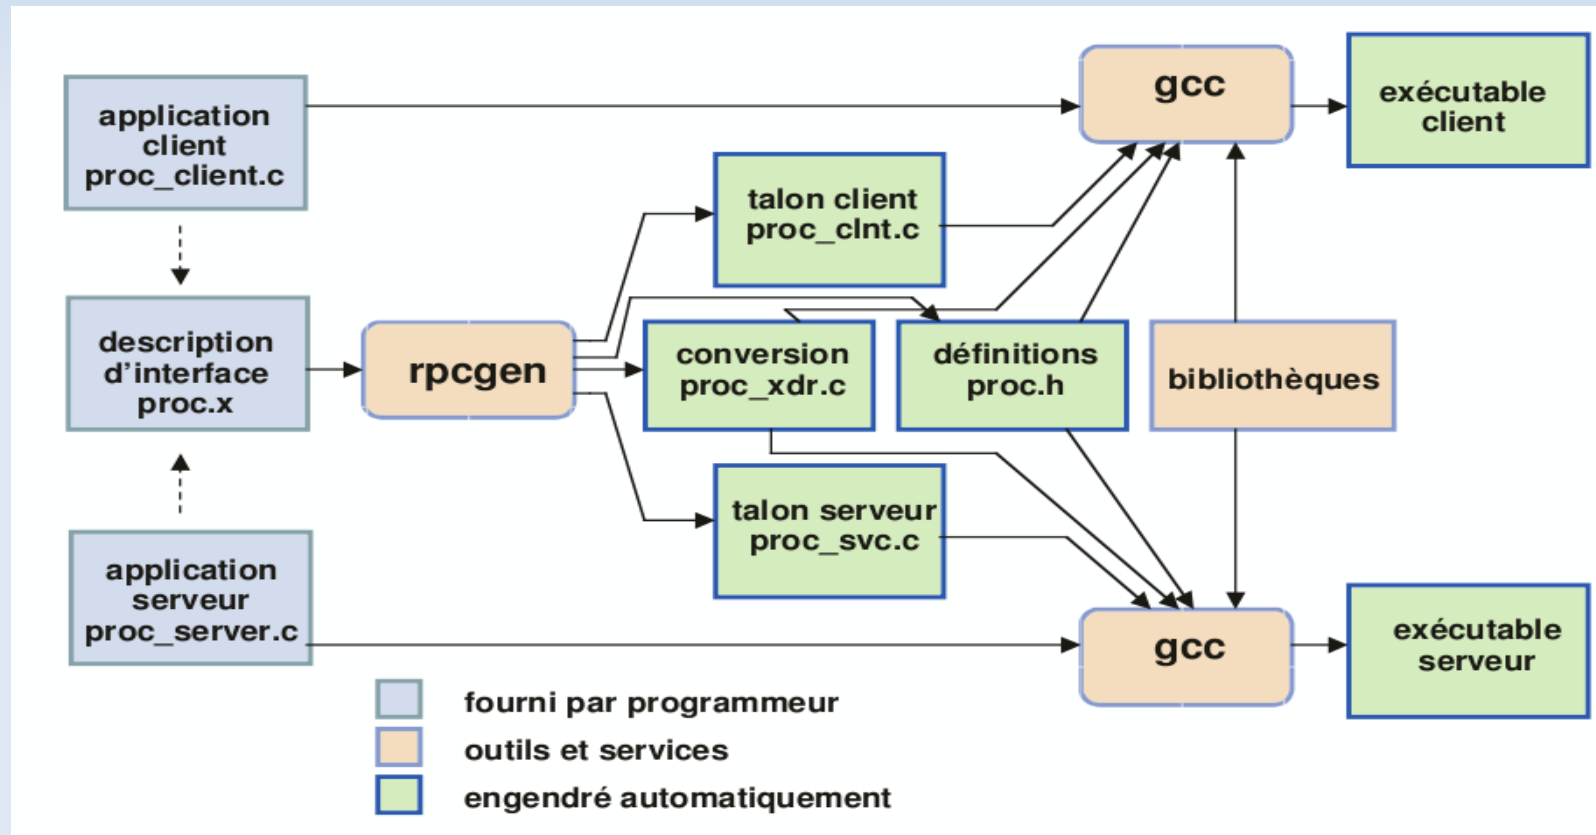 application
client
proc_client.c
description
d'interface
proc.x
application
serveur
proc_server.c
rpcgen
talon client
proc_clnt.c
conversion
proc_xdr.c
définitions
proc.h
talon serveur
proc_svc.c
bibliothèques
gcc
exécutable
client
gcc
exécutable
serveur
fourni par programmeur
outils et services
engendré automatiquement